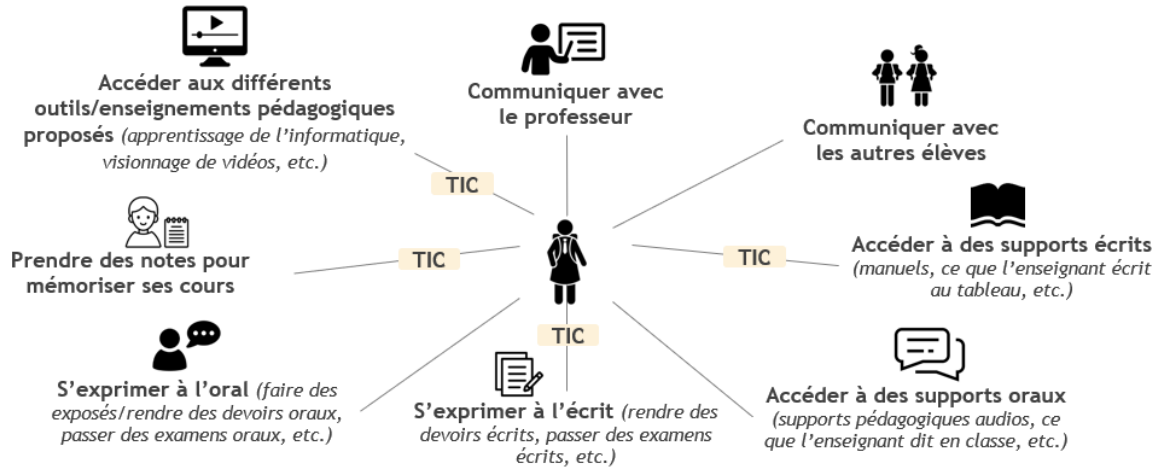 Accéder aux différents
outils/enseignements pédagogiques
proposés (apprentissage de l'informatique,
visionnage de vidéos, etc.)
Communiquer avec
le professeur
Communiquer avec
les autres élèves
TIC
Prendre des notes pour
mémoriser ses cours
TIC
TIC
Accéder à des supports écrits
(manuels, ce que l'enseignant écrit
au tableau, etc.)
TIC
S'exprimer à l'oral (faire des
exposés/rendre des devoirs oraux,
passer des examens oraux, etc.)
S'exprimer à l'écrit (rendre des
devoirs écrits, passer des examens
écrits, etc.)
Accéder à des supports oraux
(supports pédagogiques audios, ce
que l'enseignant dit en classe, etc.)